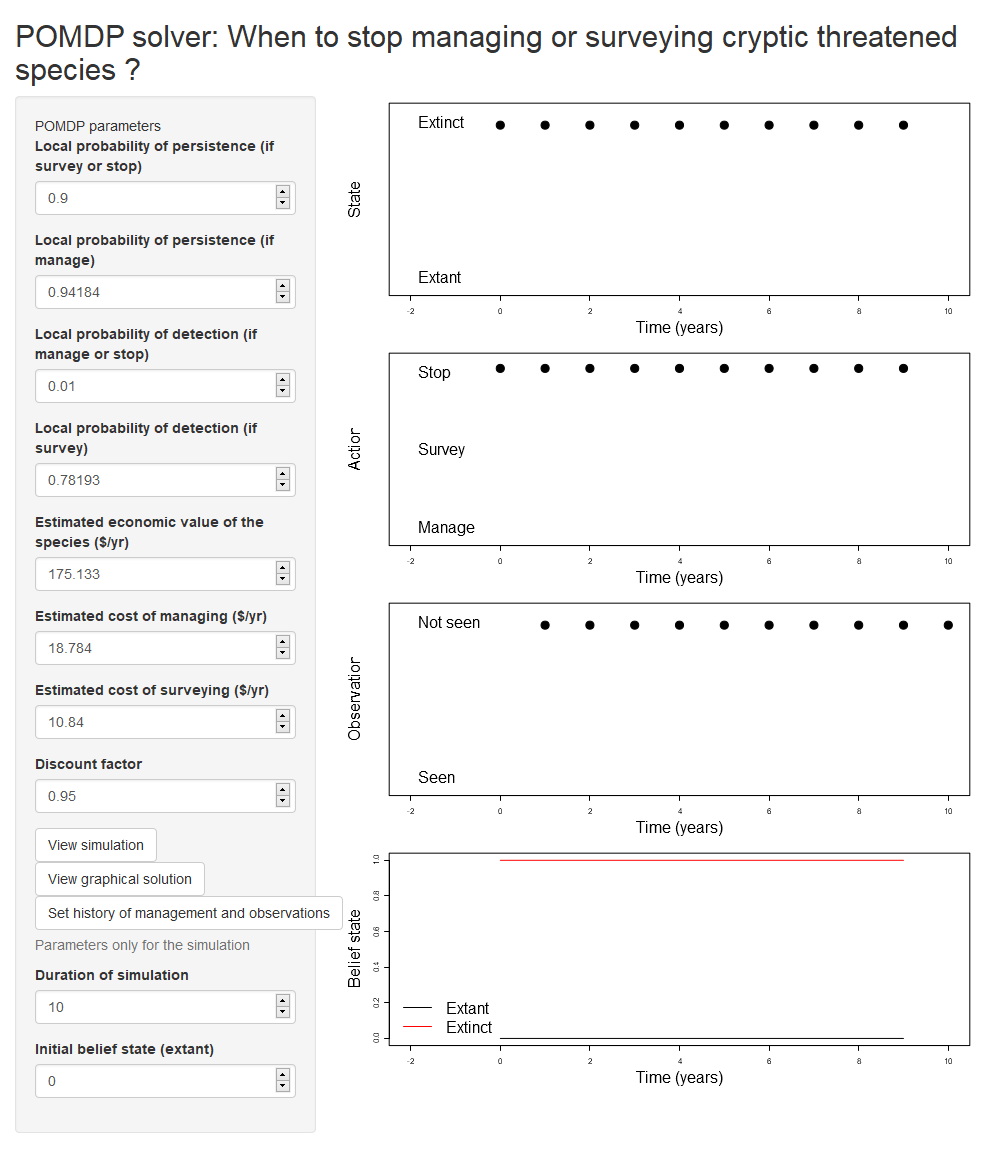 POMDP solver: When to stop managing or surveying cryptic threatened
species ?
POMDP parameters
Local probability of persistence (if
survey or stop)
0.9
Local probability of persistence (if
manage)
0.94184
Local probability of detection (if
manage or stop)
0.01
Local probability of detection (if
survey)
0.78193
Estimated economic value of the
species ($/yr)
175.133
Estimated cost of managing ($/yr)
18.784
Estimated cost of surveying ($/yr)
10.84
Discount factor
0.95
View simulation
View graphical solution
Set history of management and observations
Parameters only for the simulation
Duration of simulation
10
Initial belief state (extant)
0
State
Extinct
Extant
-2 0 2 4 6 8 10
Time (years)
Action
Stop
Survey
Manage
-2 0 2 4 6 8 10
Time (years)
Observation
Not seen
Seen
-2 0 2 4 6 8 10
Time (years)
Belief state
1.0
0.8
0.6
0.4
0.2
0.0
Extant
Extinct
-2 0 2 4 6 8 10
Time (years)